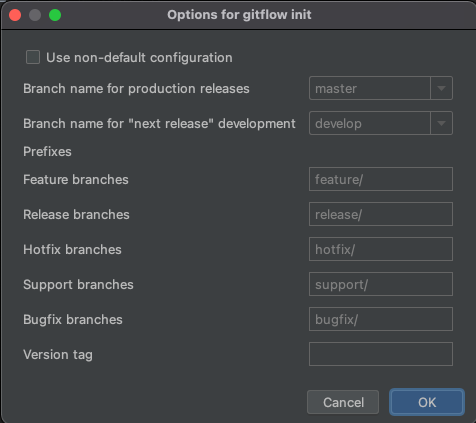 Options for gitflow init
Use non-default configuration
Branch name for production releases master
Branch name for "next release" development develop
Prefixes
Feature branches feature/
Release branches release/
Hotfix branches hotfix/
Support branches support/
Bugfix branches bugfix/
Version tag
Cancel OK